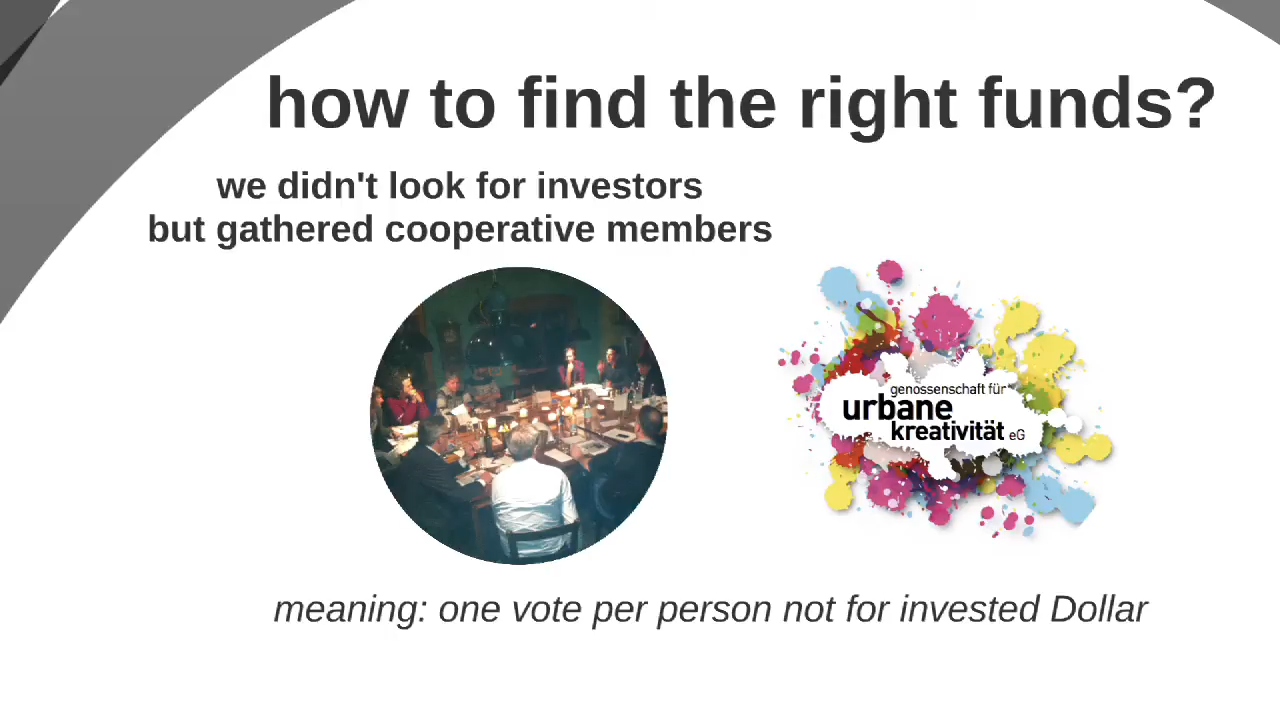 how to find the right funds?
we didn't look for investors
but gathered cooperative members
genossenschaft für
urbane
kreativität eG
meaning: one vote per person not for invested Dollar